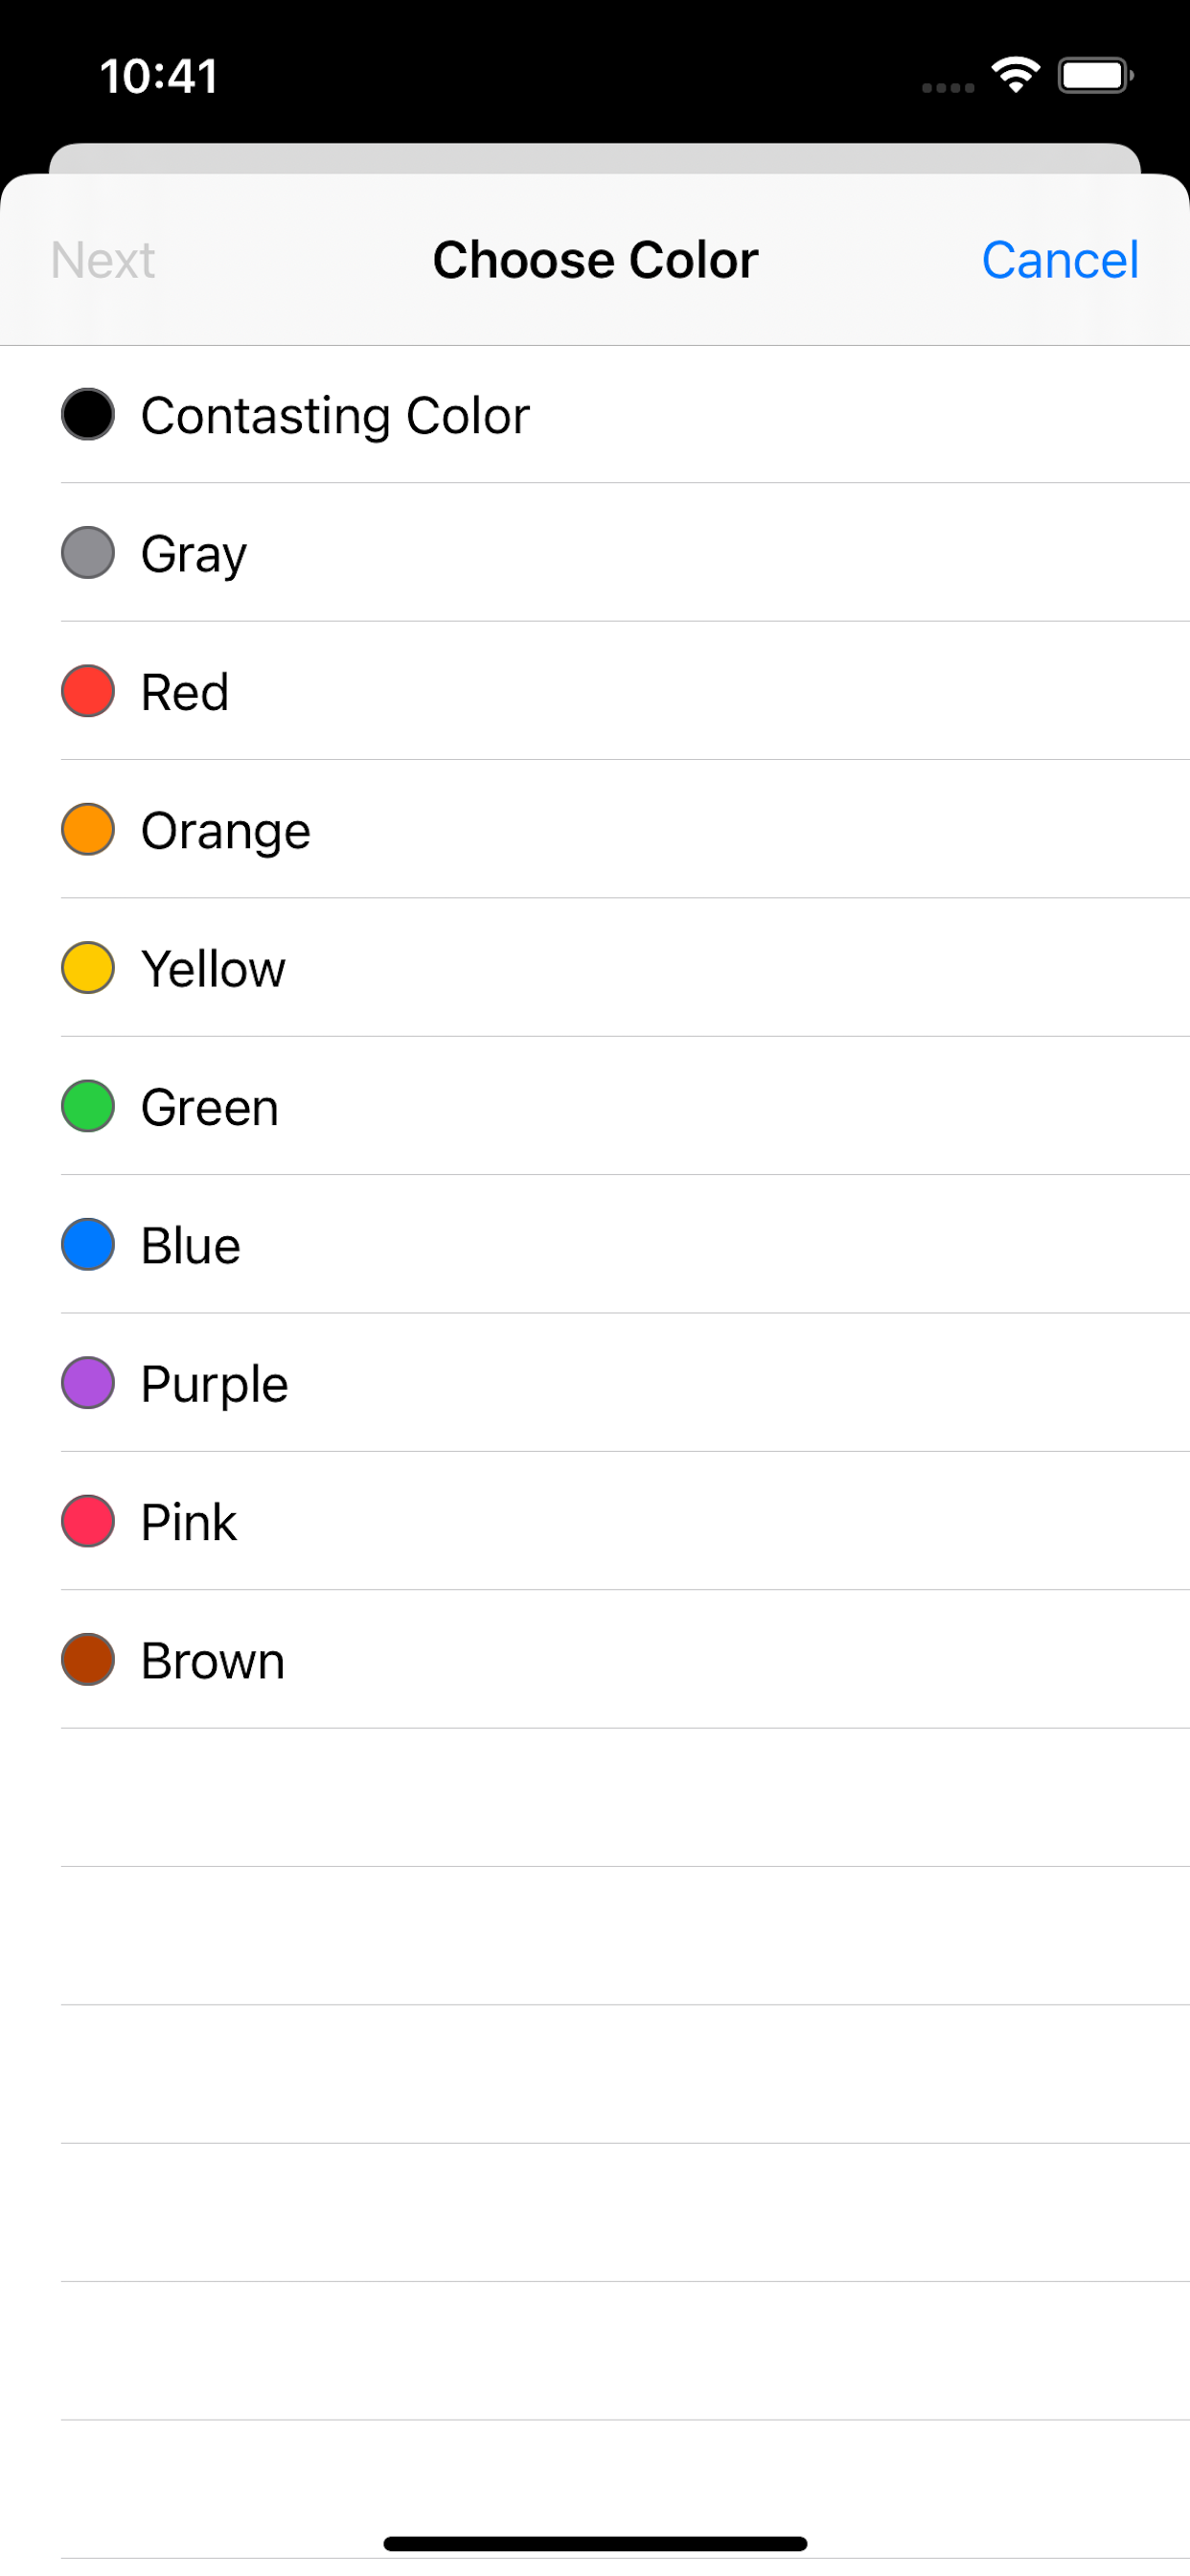 10:41
Next Choose Color Cancel
Contasting Color
Gray
Red
Orange
Yellow
Green
Blue
Purple
Pink
Brown